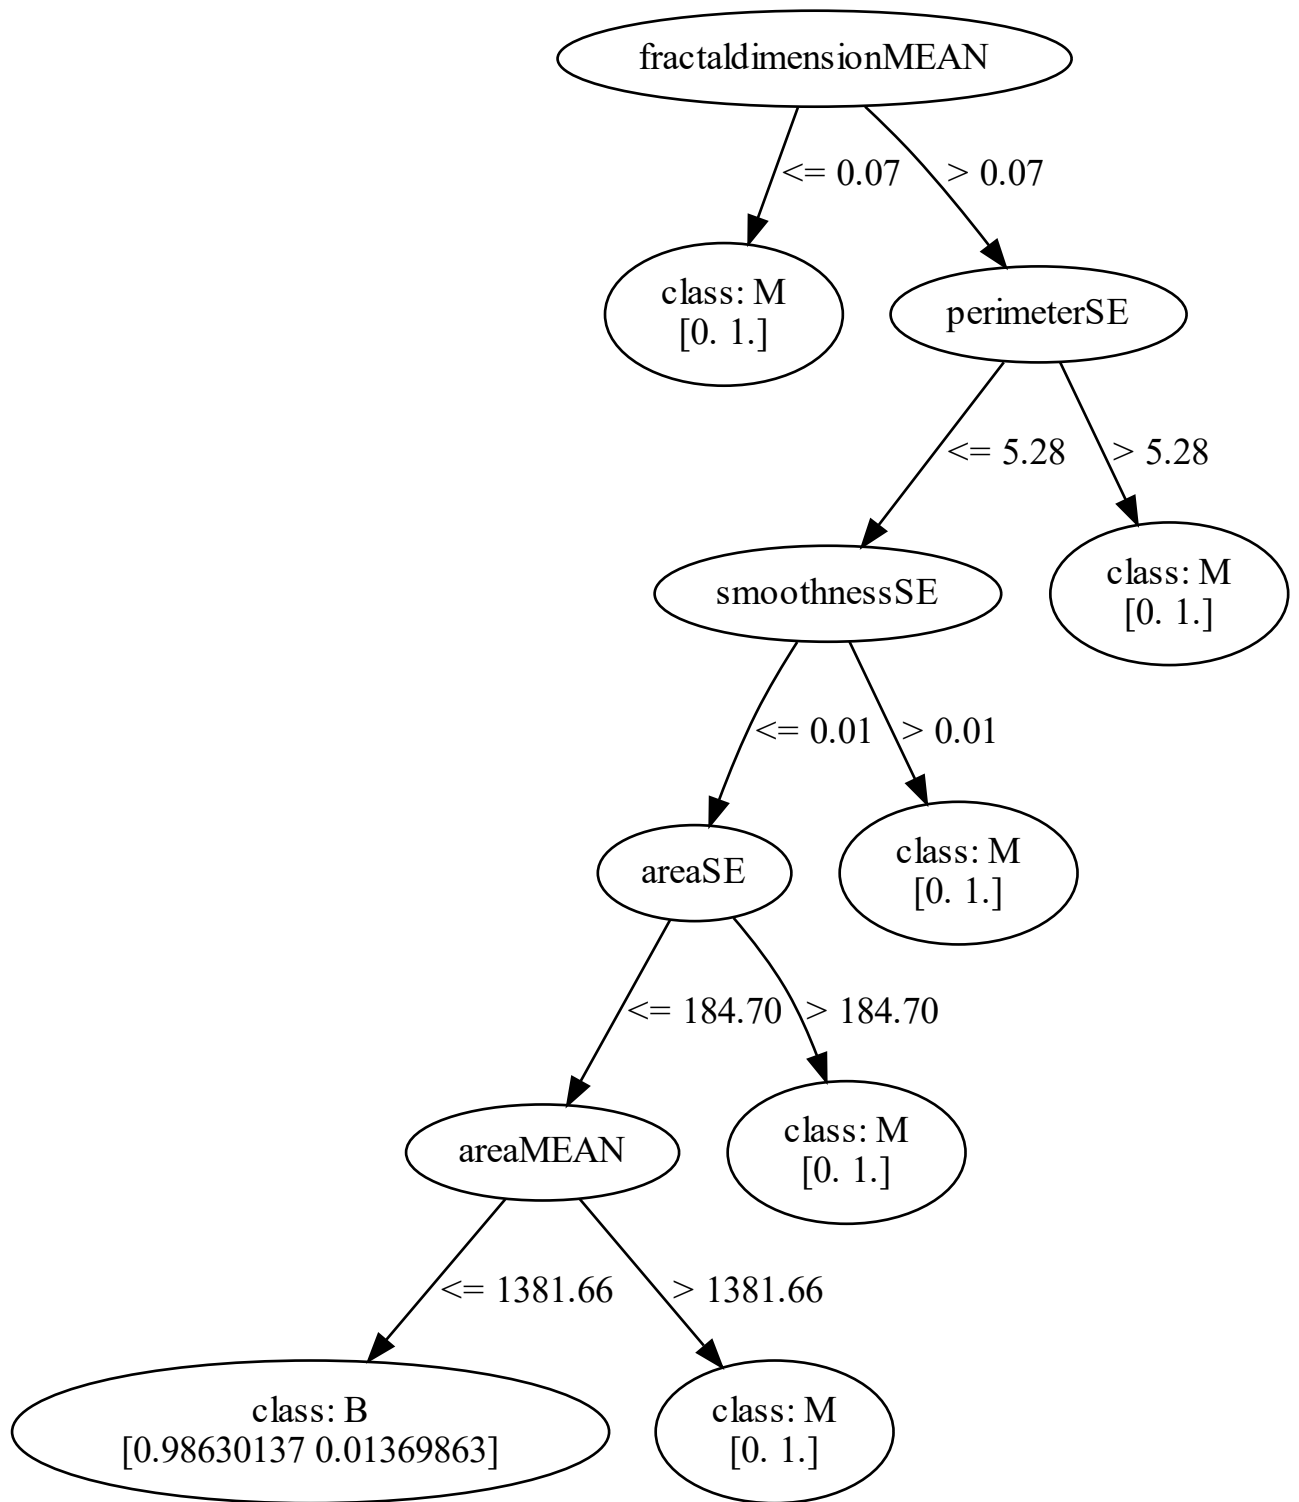 fractaldimensionMEAN
<= 0.07
> 0.07
class: M
[0. 1.]
perimeterSE
<= 5.28
> 5.28
smoothnessSE
class: M
[0. 1.]
<= 0.01
> 0.01
areaSE
class: M
[0. 1.]
<= 184.70
> 184.70
areaMEAN
class: M
[0. 1.]
<= 1381.66
> 1381.66
class: B
[0.98630137 0.01369863]
class: M
[0. 1.]